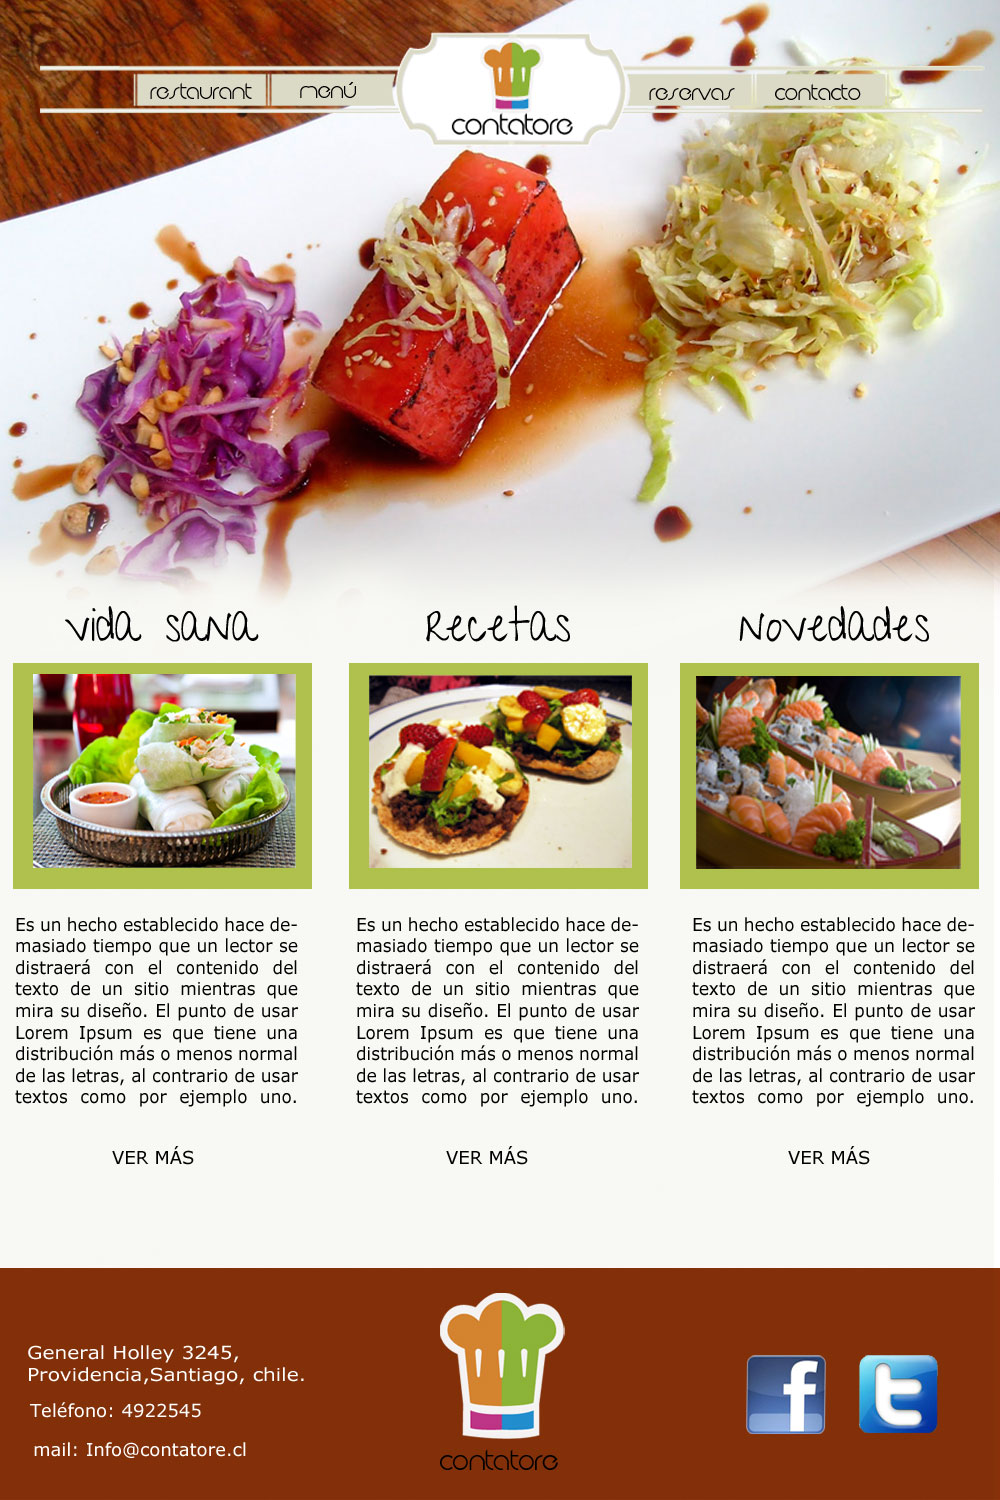 restaurant
menú
contatore
reservas
contacto
vida sana
Recetas
Novedades
Es un hecho establecido hace de-
masiado tiempo que un lector se
distraerá con el contenido del
texto de un sitio mientras que
mira su diseño. El punto de usar
Lorem Ipsum es que tiene una
distribución más o menos normal
de las letras, al contrario de usar
textos como por ejemplo uno.
VER MÁS
Es un hecho establecido hace de-
masiado tiempo que un lector se
distraerá con el contenido del
texto de un sitio mientras que
mira su diseño. El punto de usar
Lorem Ipsum es que tiene una
distribución más o menos normal
de las letras, al contrario de usar
textos como por ejemplo uno.
VER MÁS
Es un hecho establecido hace de-
masiado tiempo que un lector se
distraerá con el contenido del
texto de un sitio mientras que
mira su diseño. El punto de usar
Lorem Ipsum es que tiene una
distribución más o menos normal
de las letras, al contrario de usar
textos como por ejemplo uno.
VER MÁS
General Holley 3245,
Providencia,Santiago, chile.
Teléfono: 4922545
mail: Info@contatore.cl
contatore
f
t